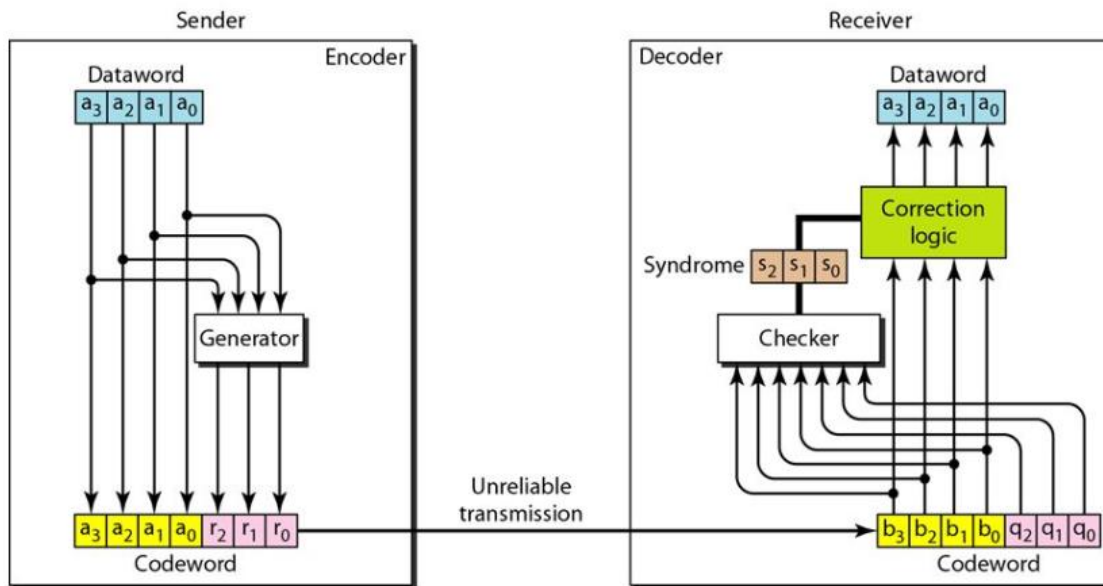 Sender
Encoder
Dataword
a3 a2 a1 a0
Generator
a3 a2 a1 a0 r2 r1 r0
Codeword
Unreliable
transmission
Receiver
Decoder
Dataword
a3 a2 a1 a0
Correction
logic
Syndrome s2 s1 s0
Checker
b3 b2 b1 b0 q2 q1 q0
Codeword